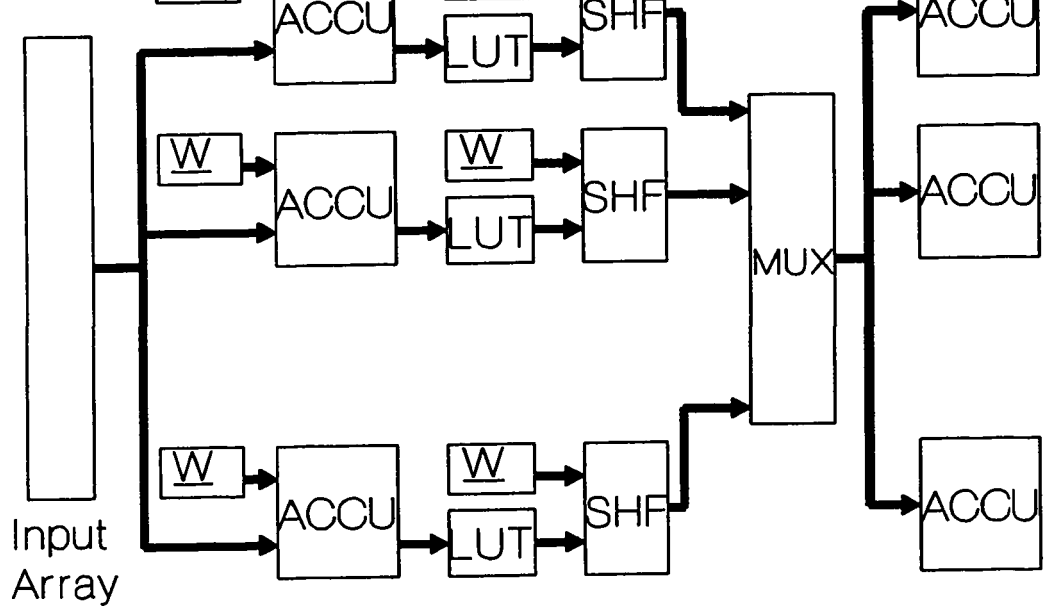 ACCU LUT SHF ACCU
W ACCU W LUT SHF ACCU
MUX
W ACCU W LUT SHF ACCU
Input
Array